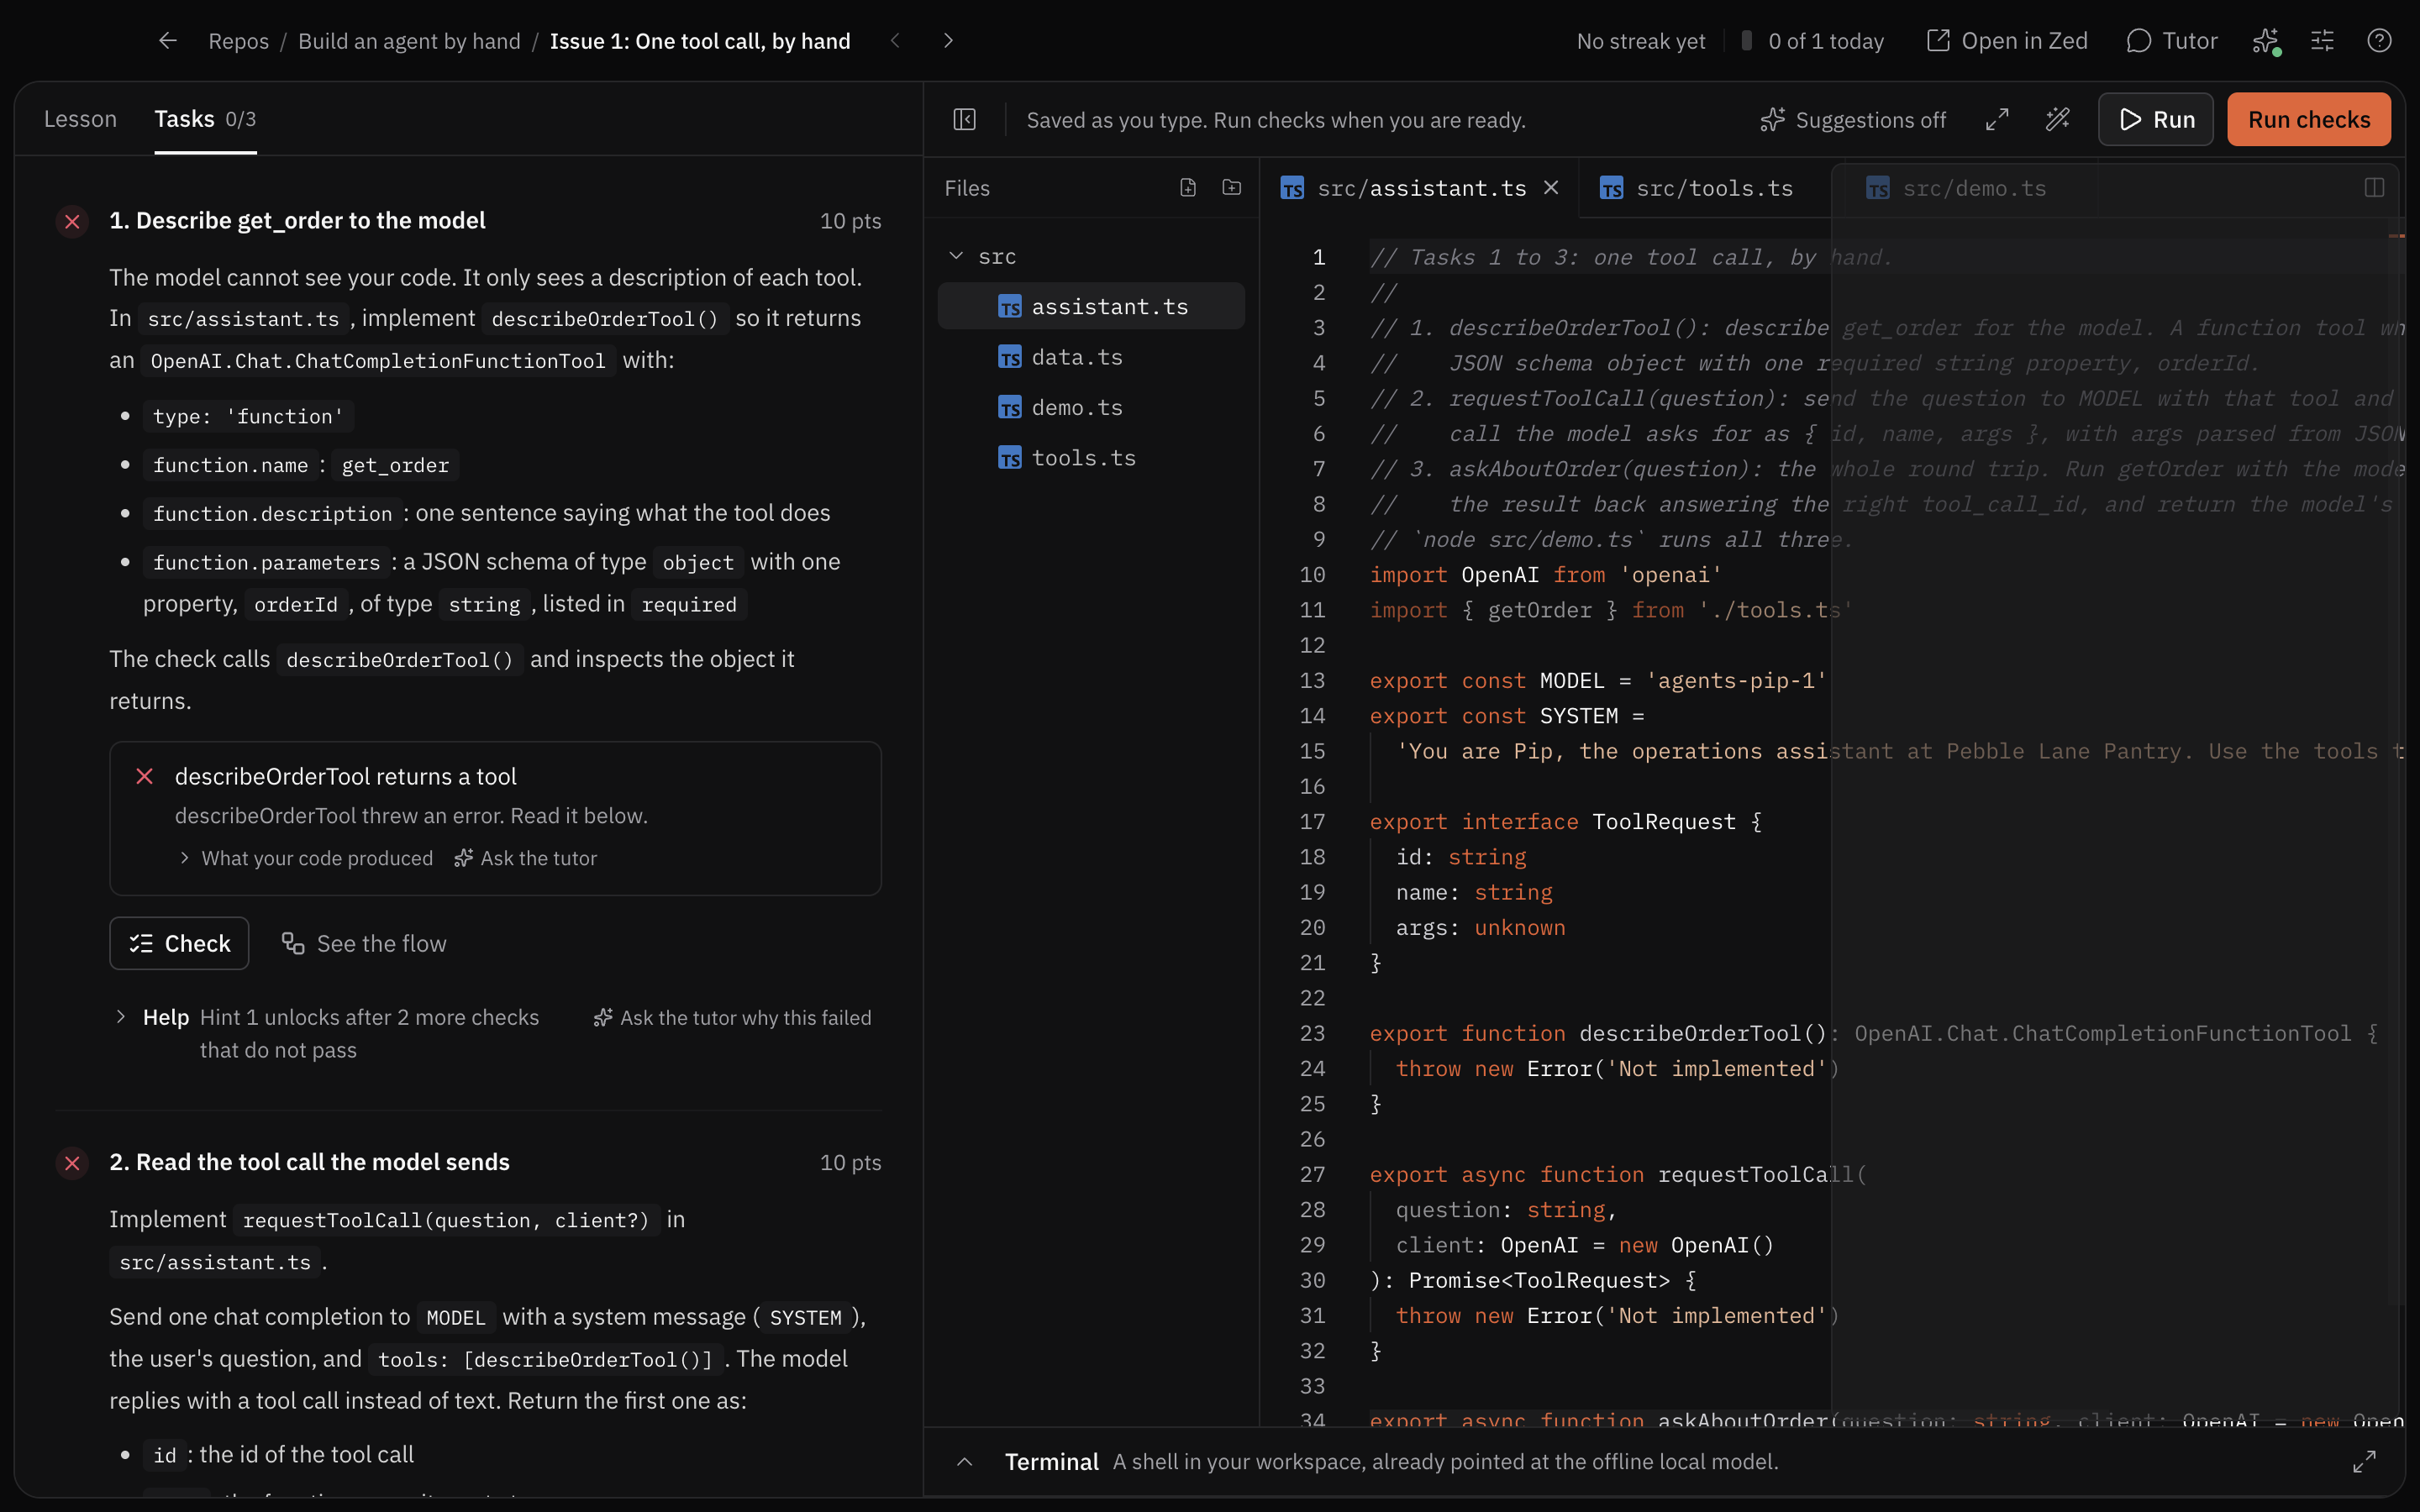 Repos / Build an agent by hand / Issue 1: One tool call, by hand
No streak yet
0 of 1 today
Open in Zed
Tutor
Lesson
Tasks 0/3
1. Describe get_order to the model
10 pts
The model cannot see your code. It only sees a description of each tool.
In src/assistant.ts , implement describeOrderTool() so it returns
an OpenAI.Chat.ChatCompletionFunctionTool with:
• type: 'function'
• function.name : get_order
• function.description : one sentence saying what the tool does
• function.parameters : a JSON schema of type object with one
property, orderId , of type string , listed in required
The check calls describeOrderTool() and inspects the object it
returns.
describeOrderTool returns a tool
describeOrderTool threw an error. Read it below.
What your code produced
Ask the tutor
Check
See the flow
Help Hint 1 unlocks after 2 more checks
that do not pass
Ask the tutor why this failed
2. Read the tool call the model sends
10 pts
Implement requestToolCall(question, client?) in
src/assistant.ts .
Send one chat completion to MODEL with a system message ( SYSTEM ),
the user's question, and tools: [describeOrderTool()] . The model
replies with a tool call instead of text. Return the first one as:
• id : the id of the tool call
Saved as you type. Run checks when you are ready.
Suggestions off
Run
Run checks
Files
src
TS assistant.ts
TS data.ts
TS demo.ts
TS tools.ts
TS src/assistant.ts
TS src/tools.ts
TS src/demo.ts
1 // Tasks 1 to 3: one tool call, by hand.
2 //
3 // 1. describeOrderTool(): describe get_order for the model. A function tool wh
4 //    JSON schema object with one required string property, orderId.
5 // 2. requestToolCall(question): send the question to MODEL with that tool and
6 //    call the model asks for as { id, name, args }, with args parsed from JSON
7 // 3. askAboutOrder(question): the whole round trip. Run getOrder with the mode
8 //    the result back answering the right tool_call_id, and return the model's
9 // `node src/demo.ts` runs all three.
10 import OpenAI from 'openai'
11 import { getOrder } from './tools.ts'
12
13 export const MODEL = 'agents-pip-1'
14 export const SYSTEM =
15   'You are Pip, the operations assistant at Pebble Lane Pantry. Use the tools t
16
17 export interface ToolRequest {
18   id: string
19   name: string
20   args: unknown
21 }
22
23 export function describeOrderTool(): OpenAI.Chat.ChatCompletionFunctionTool {
24   throw new Error('Not implemented')
25 }
26
27 export async function requestToolCall(
28   question: string,
29   client: OpenAI = new OpenAI()
30 ): Promise<ToolRequest> {
31   throw new Error('Not implemented')
32 }
33
34 export async function askAboutOrder(question: string, client: OpenAI = new Open
Terminal A shell in your workspace, already pointed at the offline local model.